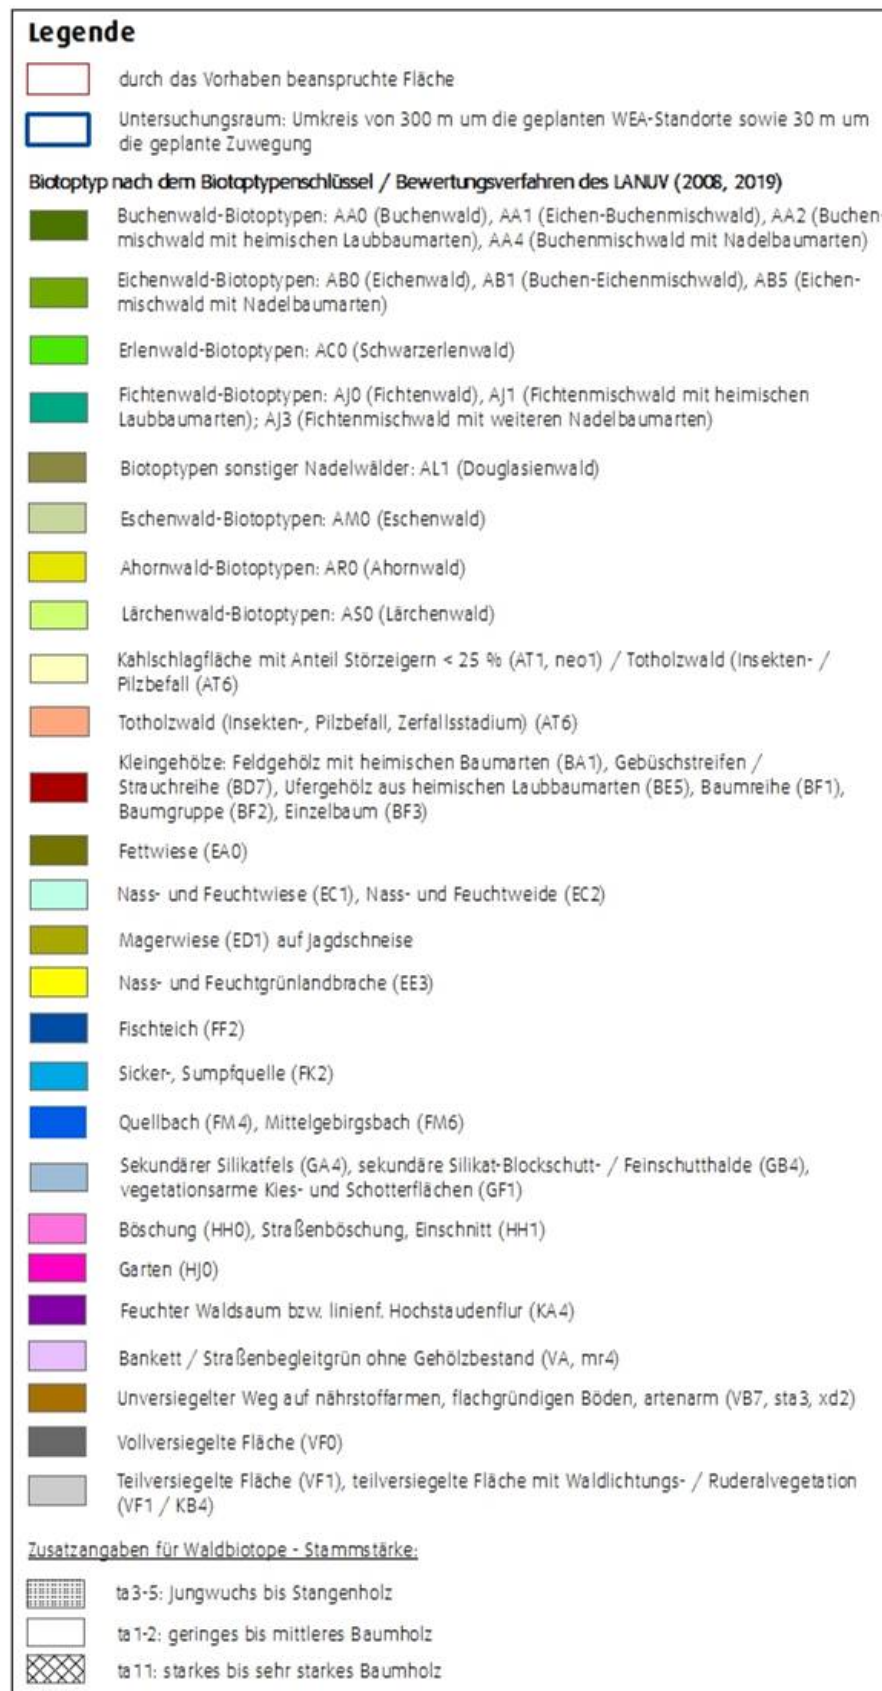 Legende
durch das Vorhaben beanspruchte Fläche
Untersuchungsraum: Umkreis von 300 m um die geplanten WEA-Standorte sowie 30 m um
die geplante Zuwegung
Biotoptyp nach dem Biotoptypenschlüssel / Bewertungsverfahren des LANUV (2008, 2019)
Buchenwald-Biotoptypen: AA0 (Buchenwald), AA1 (Eichen-Buchenmischwald), AA2 (Buchen-
mischwald mit heimischen Laubbaumarten), AA4 (Buchenmischwald mit Nadelbaumarten)
Eichenwald-Biotoptypen: AB0 (Eichenwald), AB1 (Buchen-Eichenmischwald), AB5 (Eichen-
mischwald mit Nadelbaumarten)
Erlenwald-Biotoptypen: AC0 (Schwarzerlenwald)
Fichtenwald-Biotoptypen: AJ0 (Fichtenwald), AJ1 (Fichtenmischwald mit heimischen
Laubbaumarten); AJ3 (Fichtenmischwald mit weiteren Nadelbaumarten)
Biotoptypen sonstiger Nadelwälder: AL1 (Douglasienwald)
Eschenwald-Biotoptypen: AM0 (Eschenwald)
Ahornwald-Biotoptypen: AR0 (Ahornwald)
Lärchenwald-Biotoptypen: AS0 (Lärchenwald)
Kahlschlagfläche mit Anteil Störzeigern < 25 % (AT1, neo1) / Totholzwald (Insekten- /
Pilzbefall (AT6)
Totholzwald (Insekten-, Pilzbefall, Zerfallsstadium) (AT6)
Kleingehölze: Feldgehölz mit heimischen Baumarten (BA1), Gebüschstreifen /
Strauchreihe (BD7), Ufergehölz aus heimischen Laubbaumarten (BE5), Baumreihe (BF1),
Baumgruppe (BF2), Einzelbaum (BF3)
Fettwiese (EA0)
Nass- und Feuchtwiese (EC1), Nass- und Feuchtweide (EC2)
Magerwiese (ED1) auf Jagdschneise
Nass- und Feuchtgrünlandbrache (EE3)
Fischteich (FF2)
Sicker-, Sumpfquelle (FK2)
Quellbach (FM4), Mittelgebirgsbach (FM6)
Sekundärer Silikatfels (GA4), sekundäre Silikat-Blockschutt- / Feinschutthalde (GB4),
vegetationsarme Kies- und Schotterflächen (GF1)
Böschung (HH0), Straßenböschung, Einschnitt (HH1)
Garten (HJ0)
Feuchter Waldsaum bzw. linienf. Hochstaudenflur (KA4)
Bankett / Straßenbegleitgrün ohne Gehölzbestand (VA, mr4)
Unversiegelter Weg auf nährstoffarmen, flachgründigen Böden, artenarm (VB7, sta3, xd2)
Vollversiegelte Fläche (VF0)
Teilversiegelte Fläche (VF1), teilversiegelte Fläche mit Waldlichtungs- / Ruderalvegetation
(VF1 / KB4)
Zusatzangaben für Waldbiotope - Stammstärke:
ta3-5: Jungwuchs bis Stangenholz
ta1-2: geringes bis mittleres Baumholz
ta11: starkes bis sehr starkes Baumholz